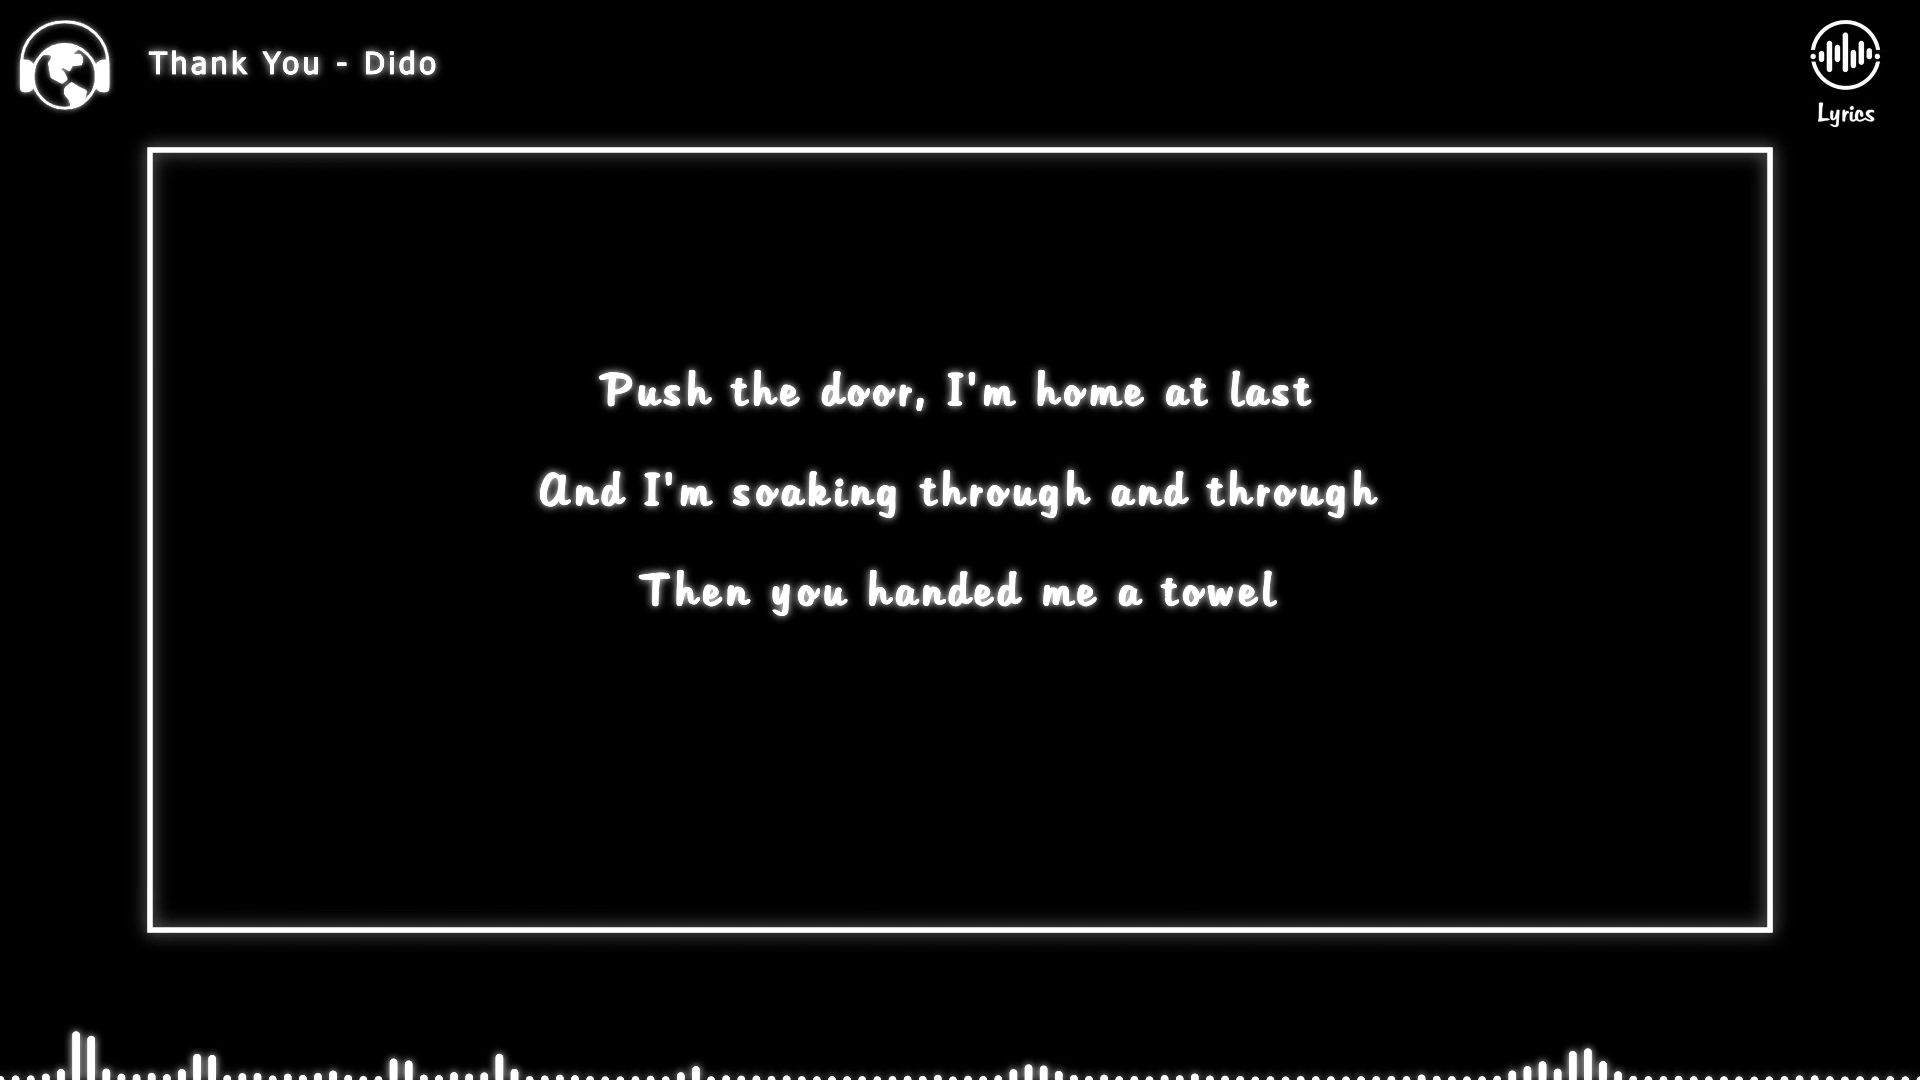 Thank You - Dido
Lyrics
Push the door, I'm home at last
And I'm soaking through and through
Then you handed me a towel